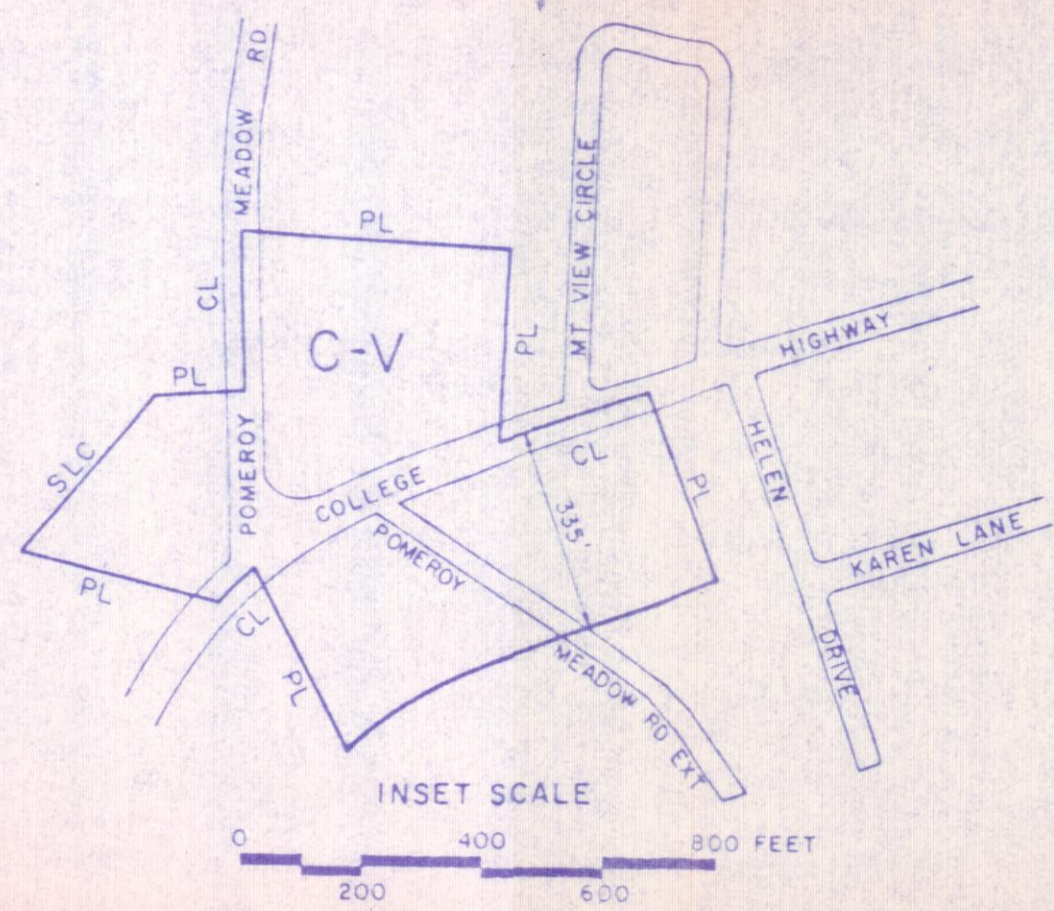 MEADOW RD.
PL
CL
MT VIEW CIRCLE
C-V
PL
HIGHWAY
PL
SLC
POMEROY
COLLEGE
CL
PL
HELEN
335'
POMEROY
KAREN LANE
PL
CL
PL
DRIVE
MEADOW RD EXT
INSET SCALE
0 400 800 FEET
200 600